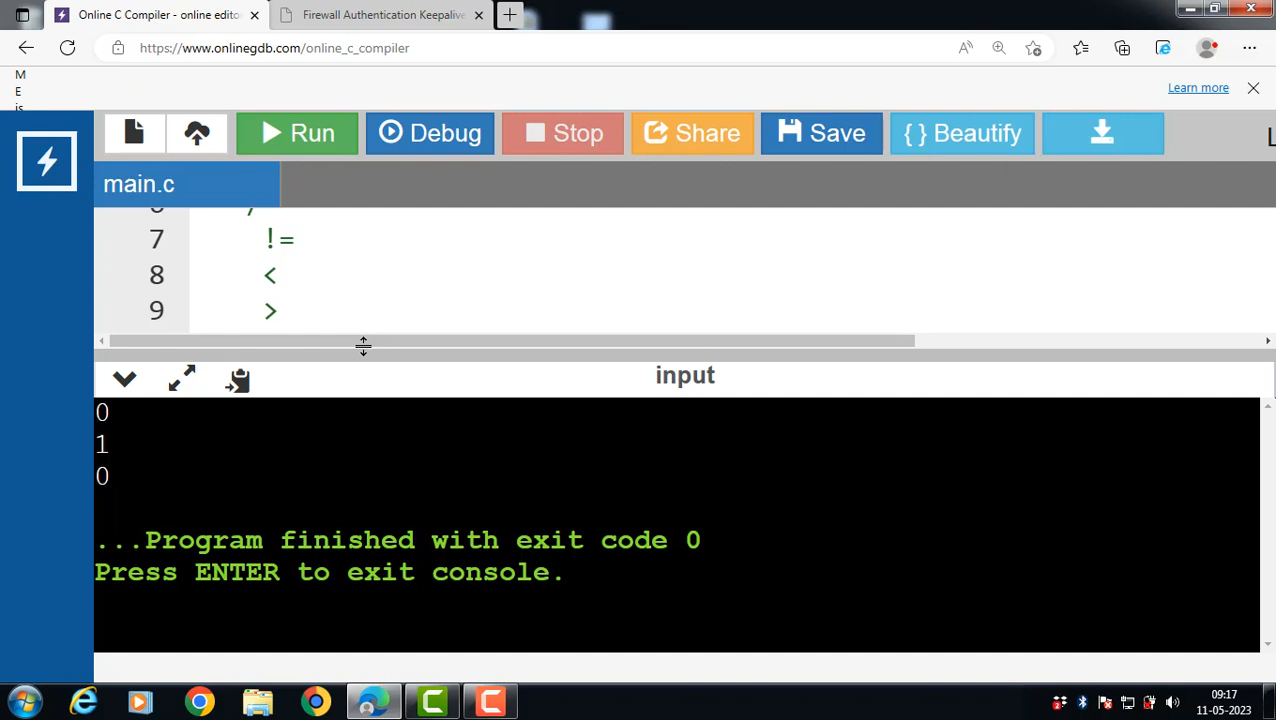 Online C Compiler - online edito
Firewall Authentication Keepalive
https://www.onlinegdb.com/online_c_compiler
M
E
is
Learn more
Run
Debug
Stop
Share
Save
{ } Beautify
L
main.c
7 !=
8 <
9 >
input
0
1
0
...Program finished with exit code 0
Press ENTER to exit console.
09:17
11-05-2023